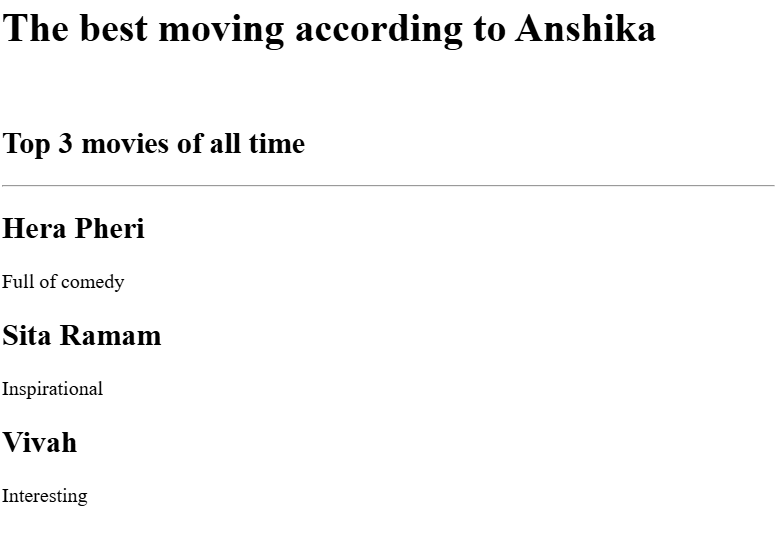 The best moving according to Anshika
Top 3 movies of all time
Hera Pheri
Full of comedy
Sita Ramam
Inspirational
Vivah
Interesting